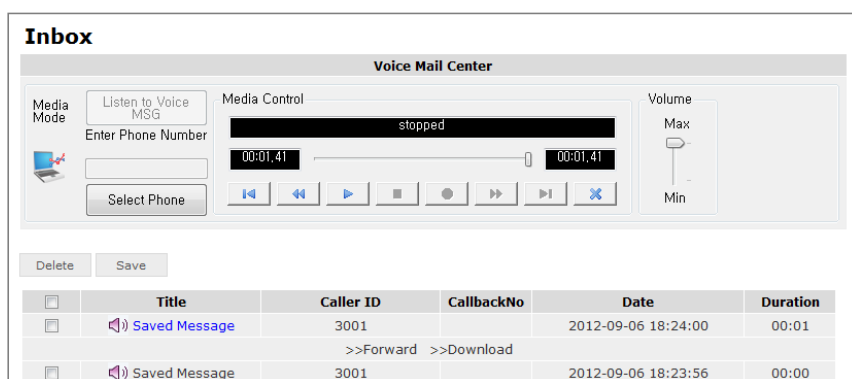 Inbox
Voice Mail Center
Media Mode
Listen to Voice MSG
Enter Phone Number
Select Phone
Media Control
stopped
00:01,41
00:01,41
Volume
Max
Min
Delete Save
Title Caller ID CallbackNo Date Duration
Saved Message 3001 2012-09-06 18:24:00 00:01
>>Forward >>Download
Saved Message 3001 2012-09-06 18:23:56 00:00